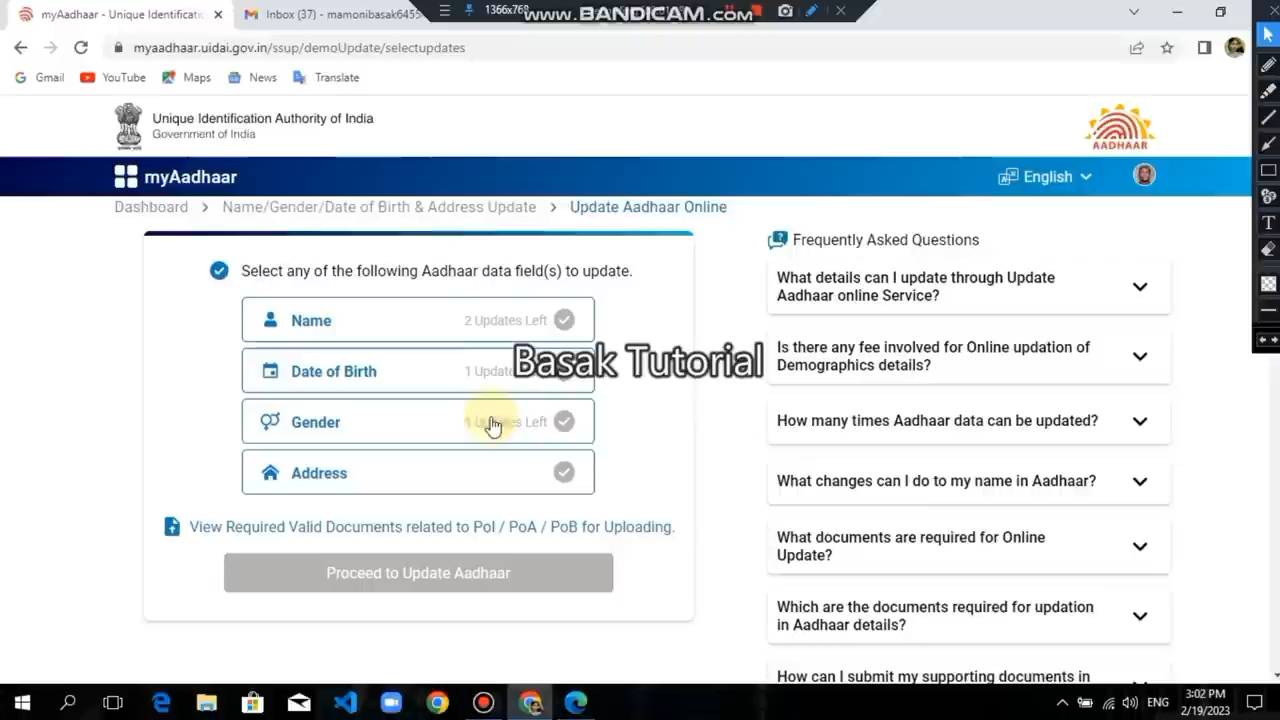 myAadhaar - Unique Identificati
Inbox (37) - mamonibasak6455
1366x768
www.BANDICAM.com
myaadhaar.uidai.gov.in/ssup/demoUpdate/selectupdates
Gmail
YouTube
Maps
News
Translate
Unique Identification Authority of India
Government of India
AADHAAR
myAadhaar
English
Dashboard > Name/Gender/Date of Birth & Address Update > Update Aadhaar Online
Select any of the following Aadhaar data field(s) to update.
Name
2 Updates Left
Date of Birth
1 Update
Gender
Left
Address
View Required Valid Documents related to PoI / PoA / PoB for Uploading.
Proceed to Update Aadhaar
Basak Tutorial
Frequently Asked Questions
What details can I update through Update
Aadhaar online Service?
Is there any fee involved for Online updation of
Demographics details?
How many times Aadhaar data can be updated?
What changes can I do to my name in Aadhaar?
What documents are required for Online
Update?
Which are the documents required for updation
in Aadhaar details?
How can I submit my supporting documents in
T
ENG
3:02 PM
2/19/2023